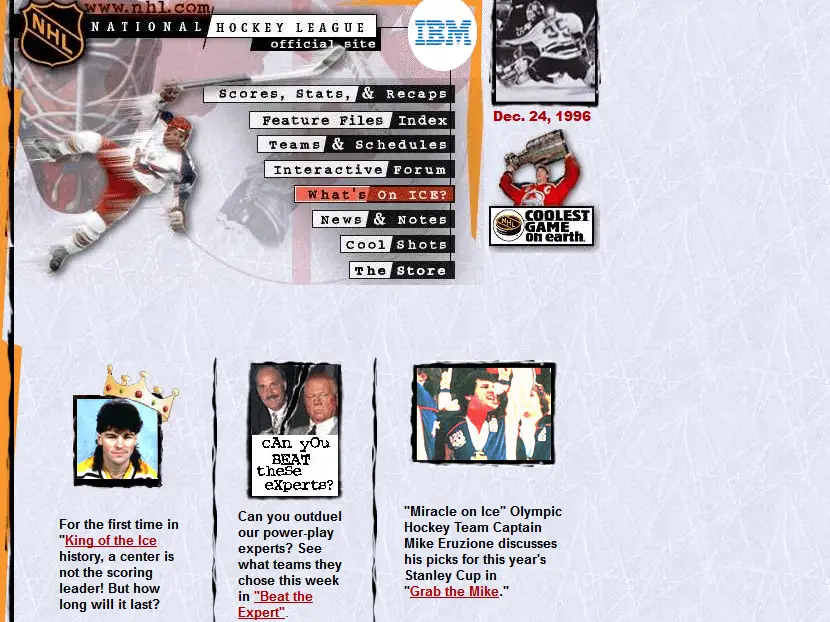 www.nhl.com
NHL
NATIONAL HOCKEY LEAGUE
official site
IBM
Scores, Stats, & Recaps
Feature Files Index
Teams & Schedules
Interactive Forum
What's On ICE?
News & Notes
Cool Shots
The Store
Dec. 24, 1996
NHL
COOLEST
GAME
on earth.
For the first time in
"King of the Ice
history, a center is
not the scoring
leader! But how
long will it last?
cAn yOu
BEAT
theSe
eXperts?
Can you outduel
our power-play
experts? See
what teams they
chose this week
in "Beat the
Expert".
"Miracle on Ice" Olympic
Hockey Team Captain
Mike Eruzione discusses
his picks for this year's
Stanley Cup in
"Grab the Mike."